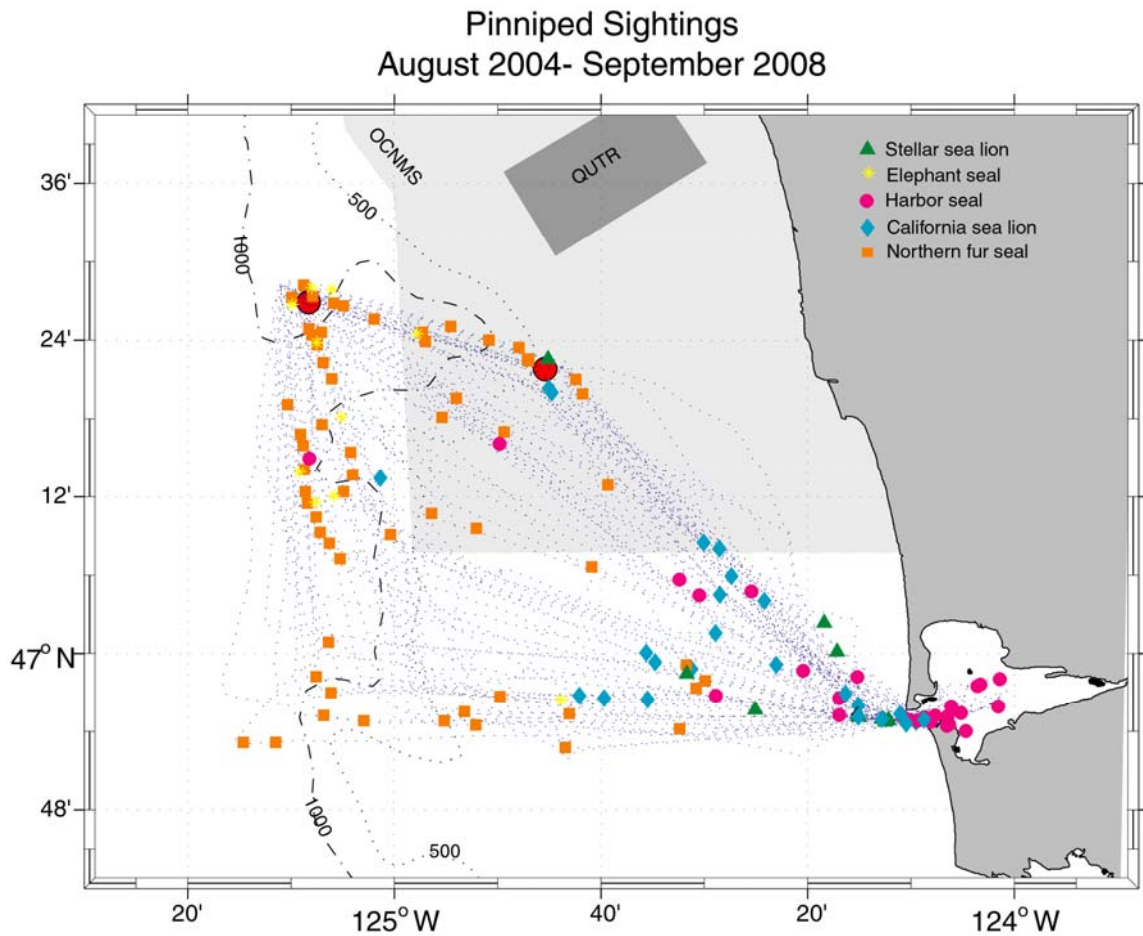 Pinniped Sightings
August 2004- September 2008
OCNMS
QUTR
Stellar sea lion
Elephant seal
Harbor seal
California sea lion
Northern fur seal
36'
500
1000
24'
12'
47° N
48'
1000
500
20'
125° W
40'
20'
124° W